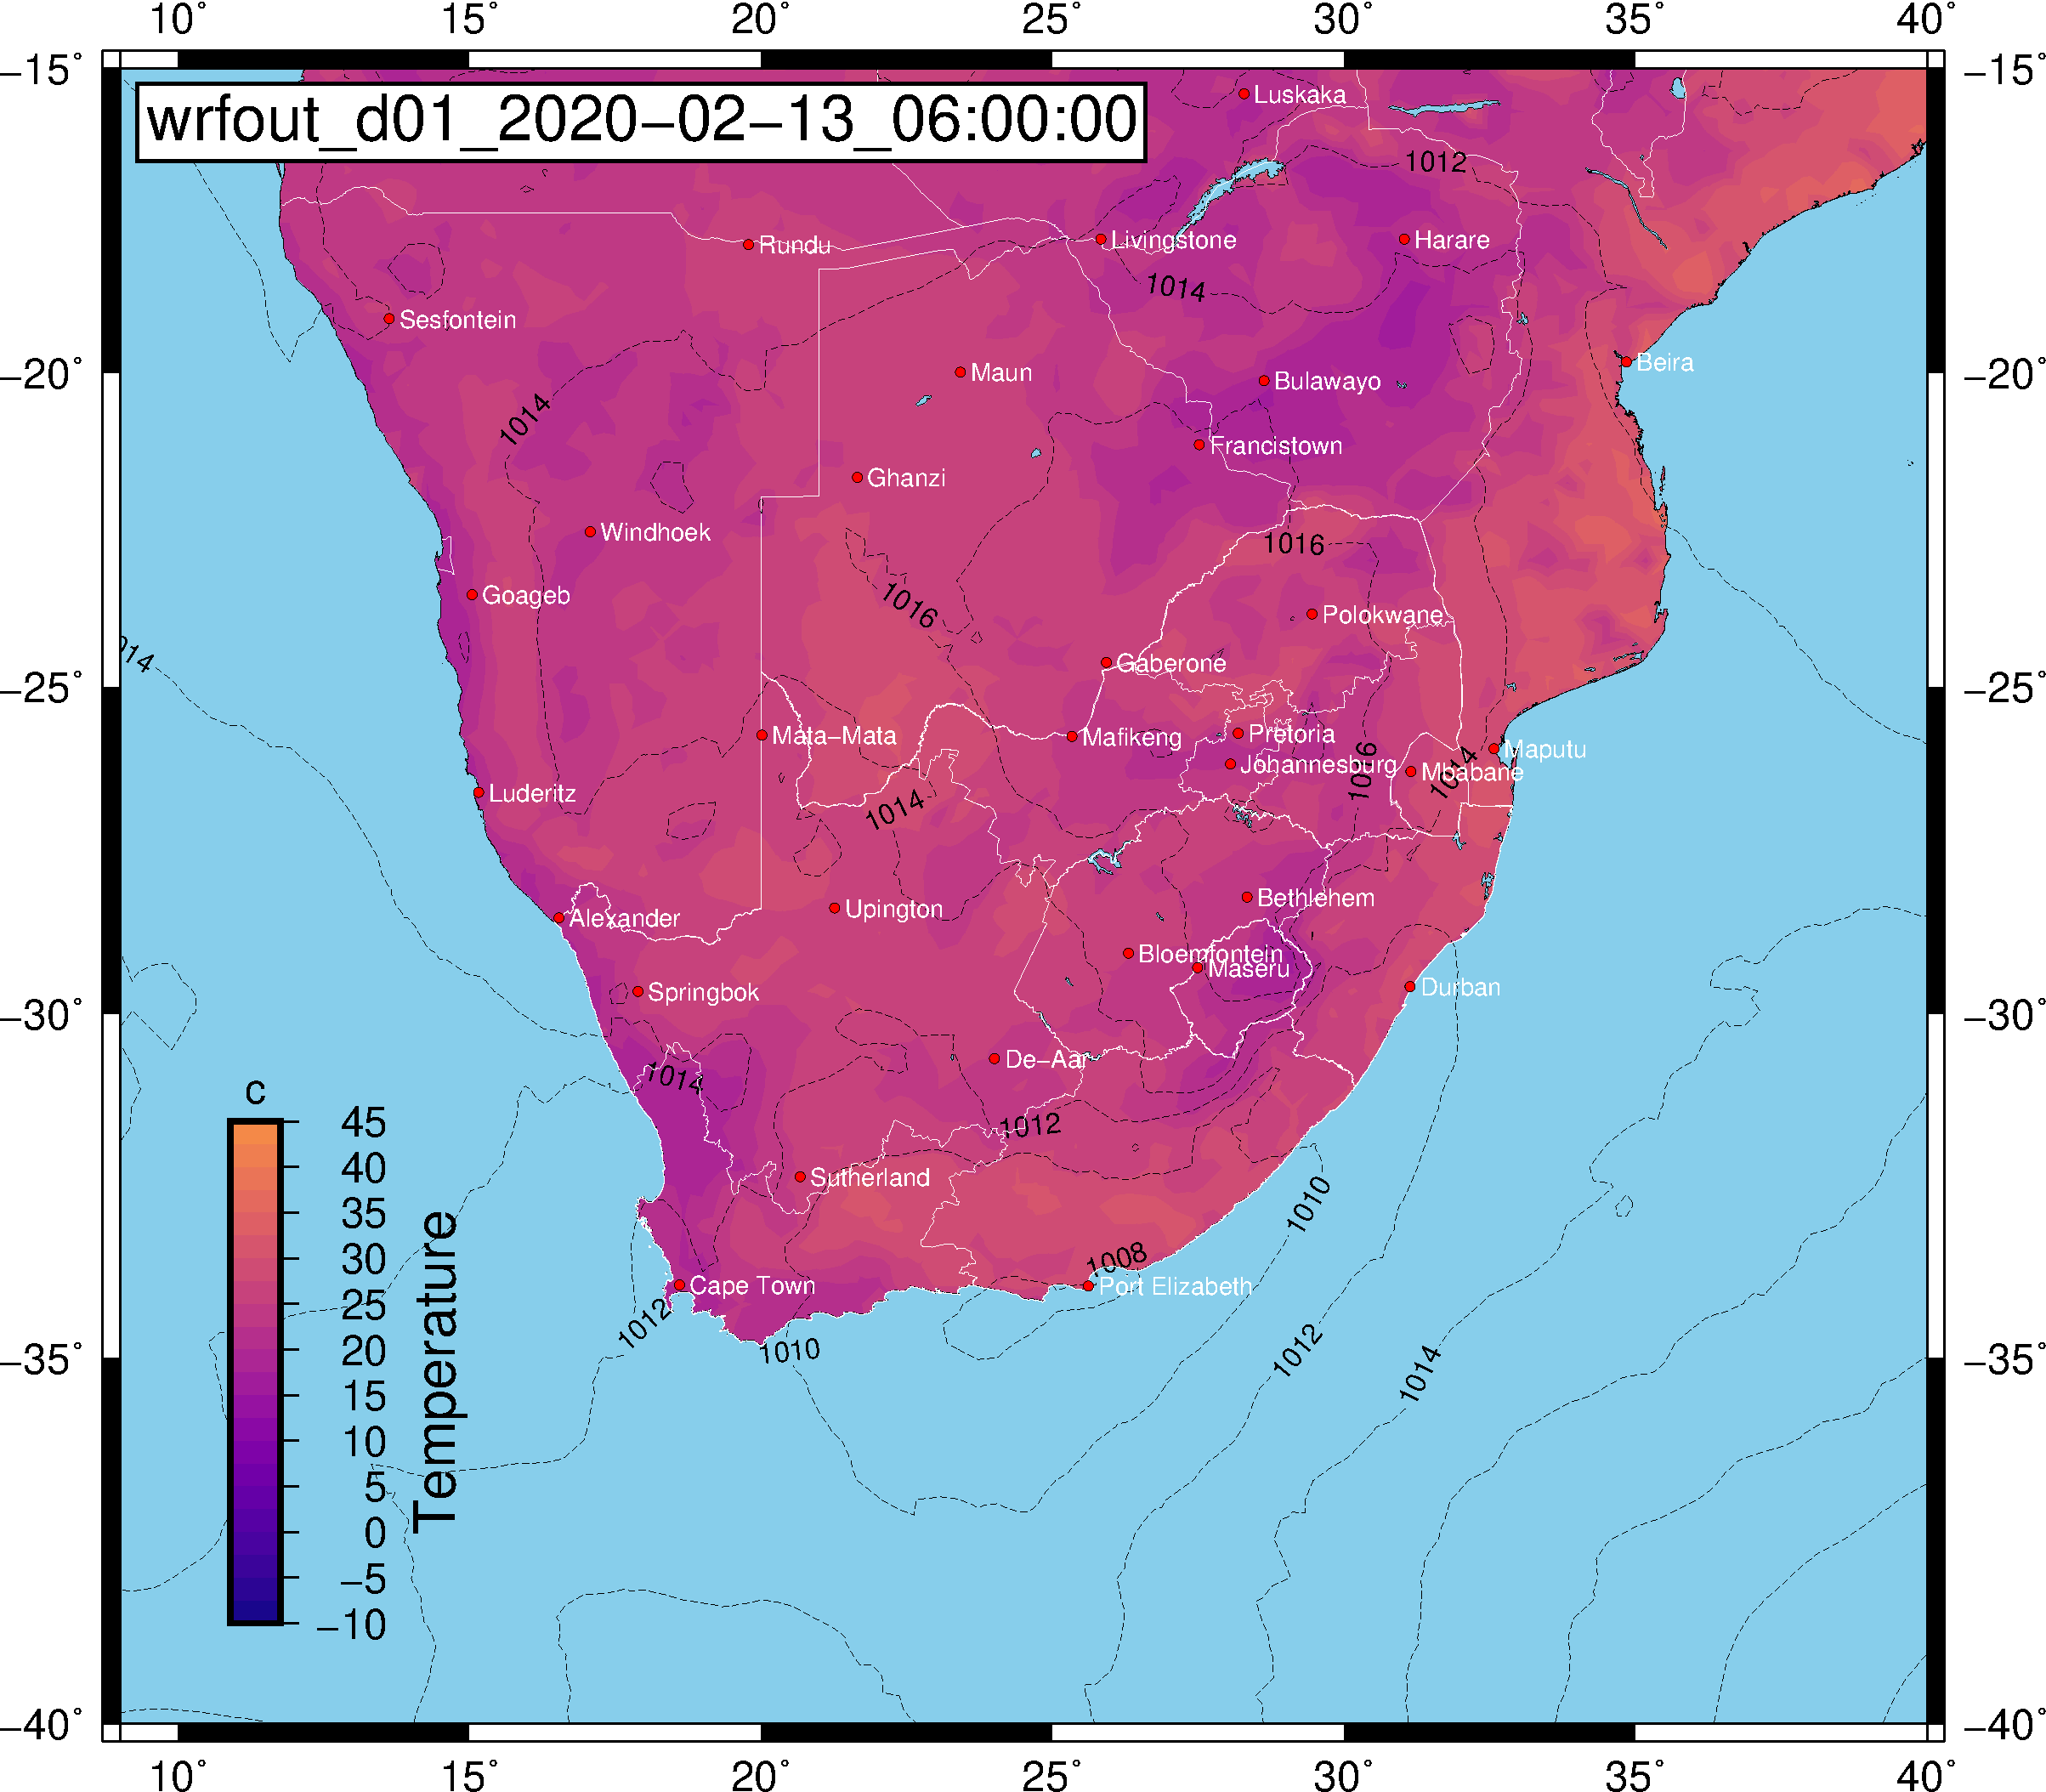 10° 15° 20° 25° 30° 35° 40°
−15° −15°
wrfout_d01_2020−02−13_06:00:00
Luskaka
1012
Rundu
Livingstone
Harare
1014
Sesfontein
−20° −20°
Maun
Bulawayo
Beira
1014
Francistown
Ghanzi
Windhoek
1016
Goageb
1016
Polokwane
014
Gaberone
−25° −25°
Mata−Mata
Mafikeng
Pretoria
Maputu
Johannesburg
1016
Mbabane
1014
Luderitz
1014
Bethlehem
Upington
Alexander
Bloemfontein
Maseru
Springbok
Durban
−30° −30°
De−Aar
1014
1012
Sutherland
1010
1008
Cape Town
Port Elizabeth
1012
1010
1012
1014
−35° −35°
c
45
40
35
30
25
20
15
10
5
0
−5
−10
Temperature
−40° −40°
10° 15° 20° 25° 30° 35° 40°